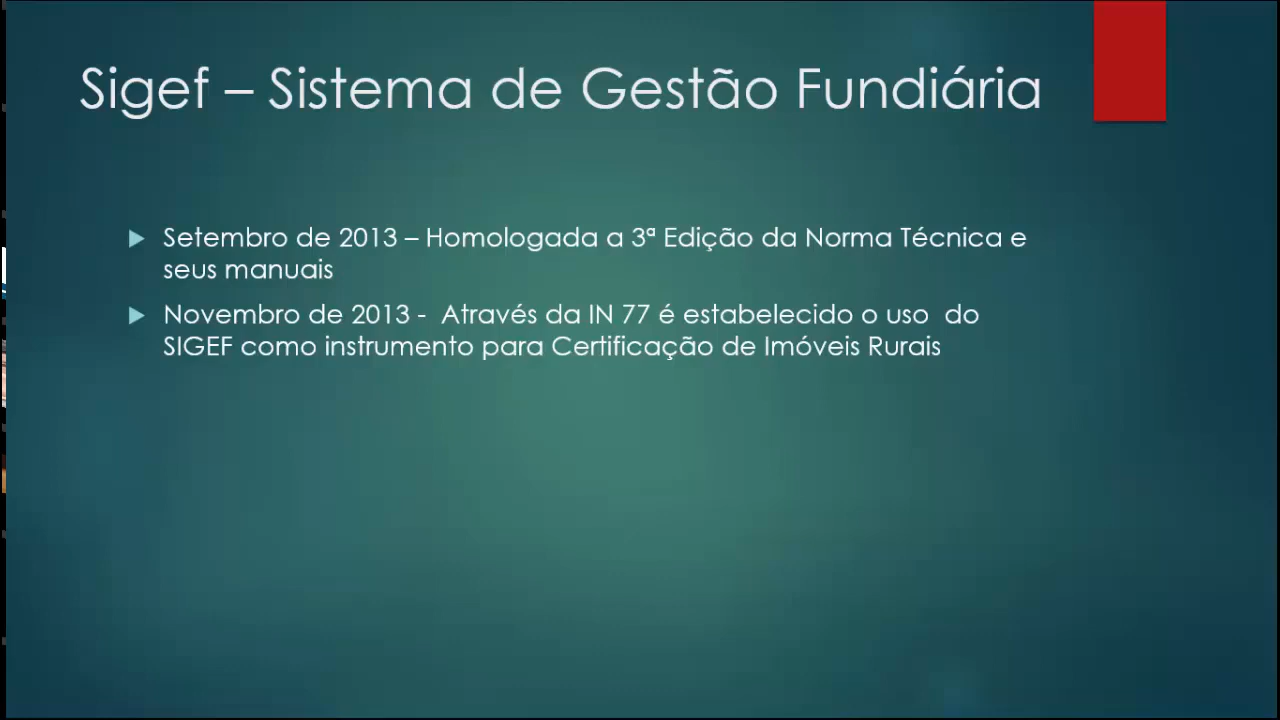 Sigef – Sistema de Gestão Fundiária
Setembro de 2013 – Homologada a 3ª Edição da Norma Técnica e
seus manuais
Novembro de 2013 -  Através da IN 77 é estabelecido o uso  do
SIGEF como instrumento para Certificação de Imóveis Rurais